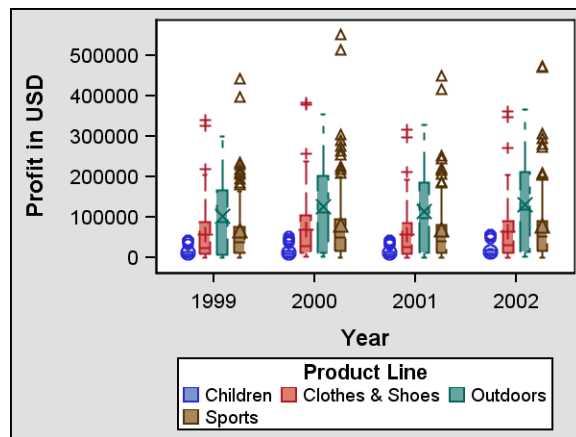 Profit in USD
500000
400000
300000
200000
100000
0
1999 2000 2001 2002
Year
Product Line
Children Clothes & Shoes Outdoors
Sports